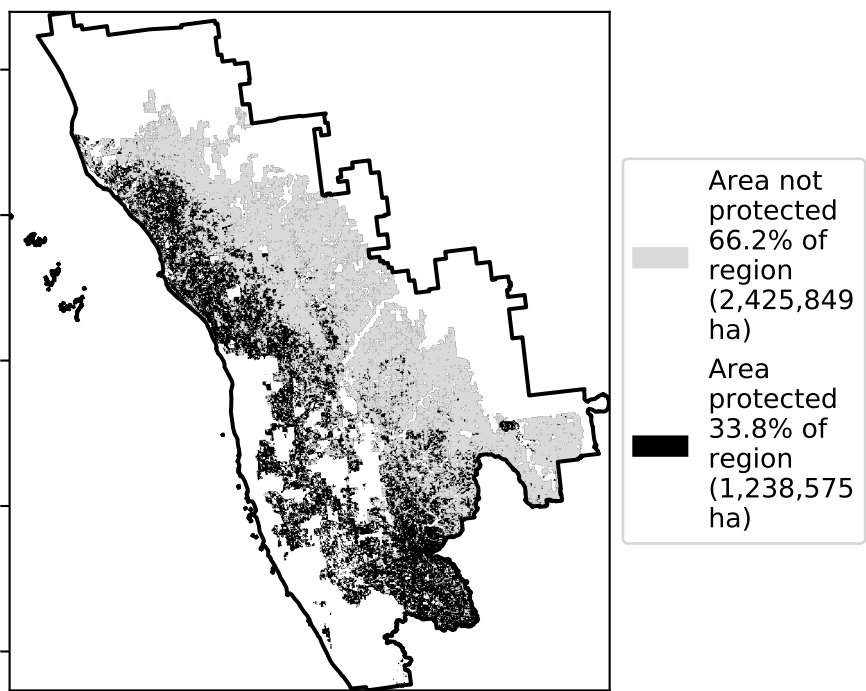 Area not
protected
66.2% of
region
(2,425,849
ha)
Area
protected
33.8% of
region
(1,238,575
ha)